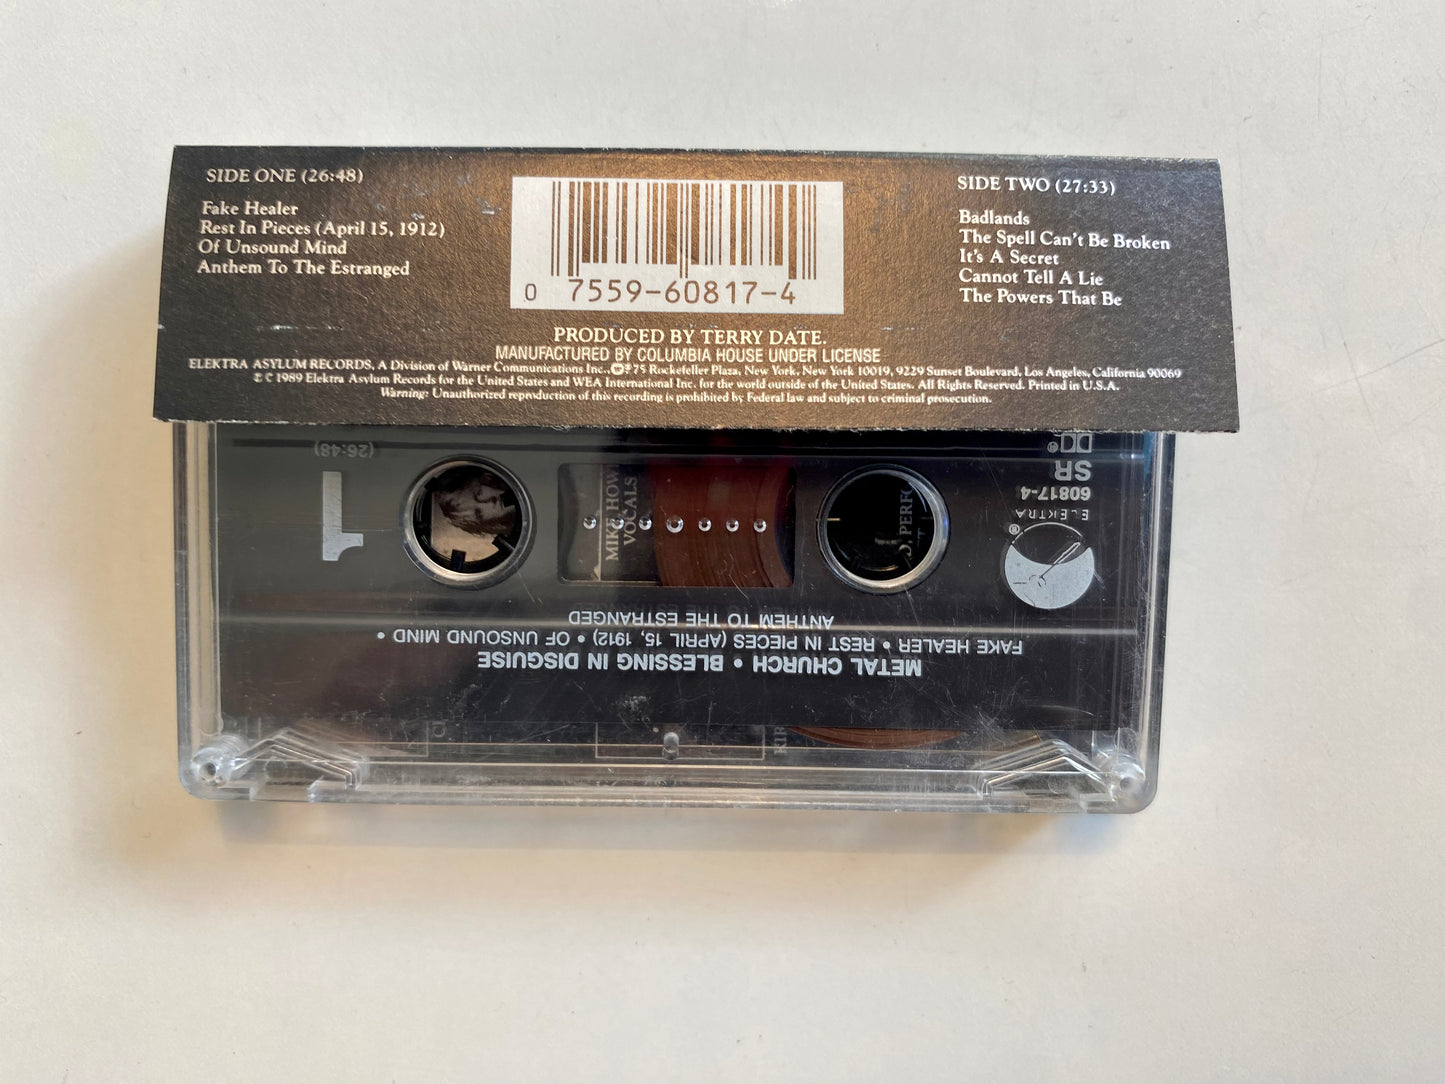 SIDE ONE (26:48)
Fake Healer
Rest In Pieces (April 15, 1912)
Of Unsound Mind
Anthem To The Estranged
0 7559-60817-4
SIDE TWO (27:33)
Badlands
The Spell Can't Be Broken
It's A Secret
Cannot Tell A Lie
The Powers That Be
PRODUCED BY TERRY DATE.
MANUFACTURED BY COLUMBIA HOUSE UNDER LICENSE
ELEKTRA ASYLUM RECORDS, A Division of Warner Communications Inc., 75 Rockefeller Plaza, New York, New York 10019, 9229 Sunset Boulevard, Los Angeles, California 90069
℗ © 1989 Elektra Asylum Records for the United States and WEA International Inc. for the world outside of the United States. All Rights Reserved. Printed in U.S.A.
Warning: Unauthorized reproduction of this recording is prohibited by Federal law and subject to criminal prosecution.
METAL CHURCH • BLESSING IN DISGUISE
FAKE HEALER • REST IN PIECES (APRIL 15, 1912) • OF UNSOUND MIND •
ANTHEM TO THE ESTRANGED
ELEKTRA ®
60817-4
SR
1
(26:48)
MIKE HOW
VOCALS
PERFO
KIR